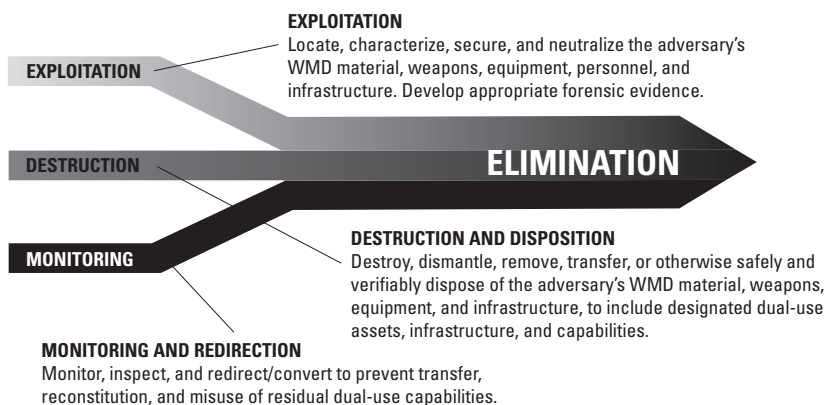 EXPLOITATION
Locate, characterize, secure, and neutralize the adversary's
WMD material, weapons, equipment, personnel, and
infrastructure. Develop appropriate forensic evidence.
EXPLOITATION
DESTRUCTION
ELIMINATION
MONITORING
DESTRUCTION AND DISPOSITION
Destroy, dismantle, remove, transfer, or otherwise safely and
verifiably dispose of the adversary's WMD material, weapons,
equipment, and infrastructure, to include designated dual-use
assets, infrastructure, and capabilities.
MONITORING AND REDIRECTION
Monitor, inspect, and redirect/convert to prevent transfer,
reconstitution, and misuse of residual dual-use capabilities.